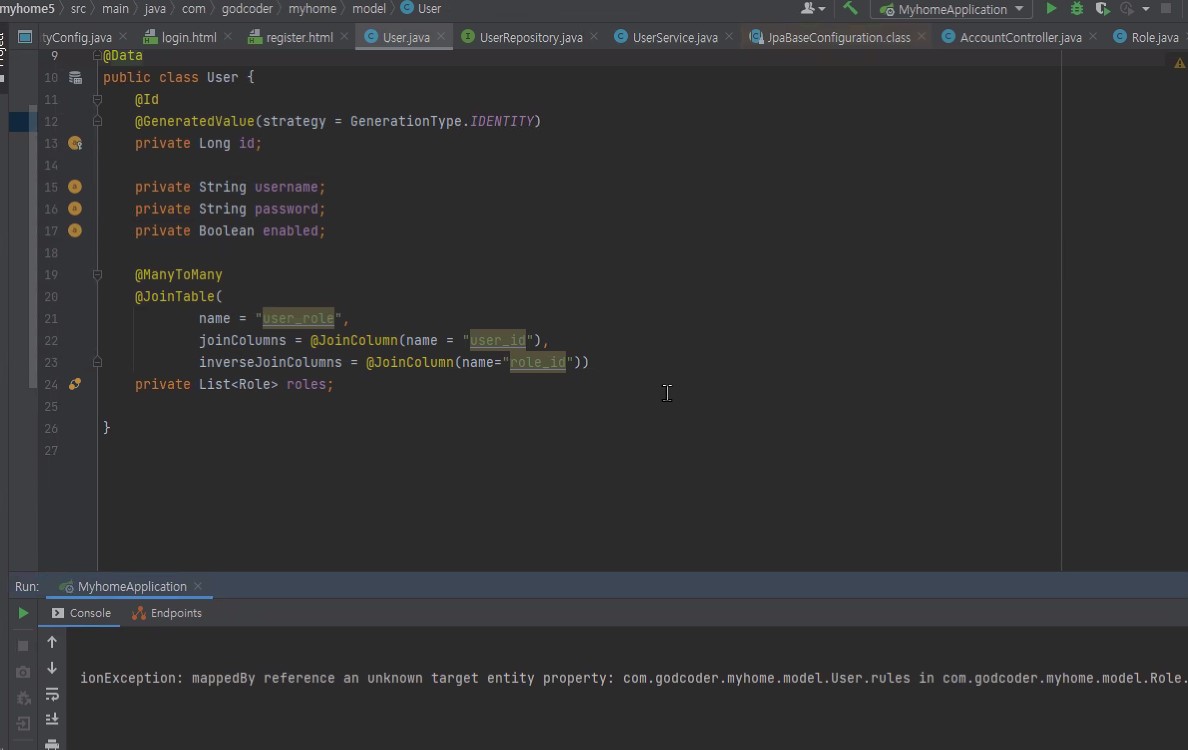 myhome5 〉 src 〉 main 〉 java 〉 com 〉 godcoder 〉 myhome 〉 model 〉 User
MyhomeApplication
tyConfig.java login.html register.html User.java UserRepository.java UserService.java JpaBaseConfiguration.class AccountController.java Role.java
9 @Data
10 public class User {
11 @Id
12 @GeneratedValue(strategy = GenerationType.IDENTITY)
13 private Long id;
14
15 private String username;
16 private String password;
17 private Boolean enabled;
18
19 @ManyToMany
20 @JoinTable(
21 name = "user_role",
22 joinColumns = @JoinColumn(name = "user_id"),
23 inverseJoinColumns = @JoinColumn(name="role_id"))
24 private List<Role> roles;
25
26 }
27
Run: MyhomeApplication
Console Endpoints
ionException: mappedBy reference an unknown target entity property: com.godcoder.myhome.model.User.rules in com.godcoder.myhome.model.Role.